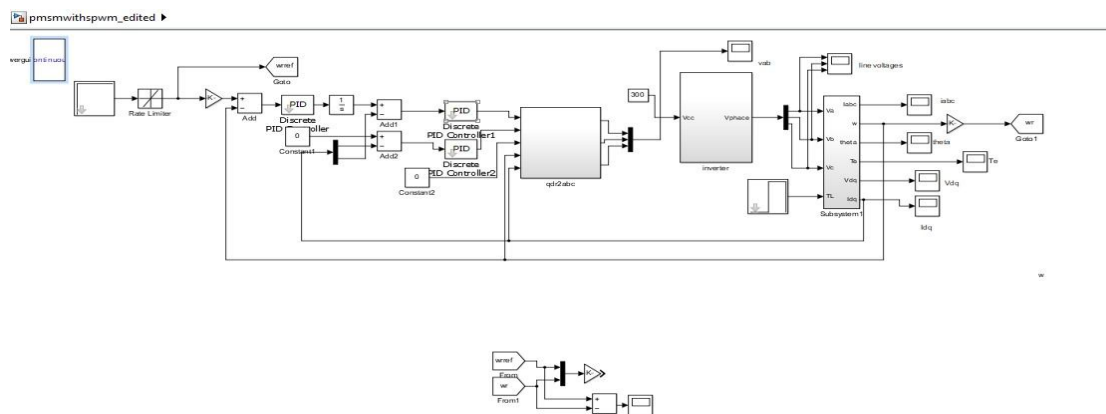 pmsmwithspwm_edited
ontinuou
wref
Goto
Rate Limiter
-K-
+
−
Add
PID
Discrete
PID Controller
1
s
0
Constant1
+
−
Add1
+
−
Add2
PID
Discrete
PID Controller1
PID
Discrete
PID Controller2
0
Constant2
qdr2abc
vab
300
Vcc
Vphace
inverter
line voltages
Va
Vb
Vc
TL
Iabc
w
theta
Te
Vdq
Idq
Subsystem1
iabc
-K-
wr
Goto1
theta
Te
Vdq
Idq
w
wref
From
wr
From1
-K-
+
−